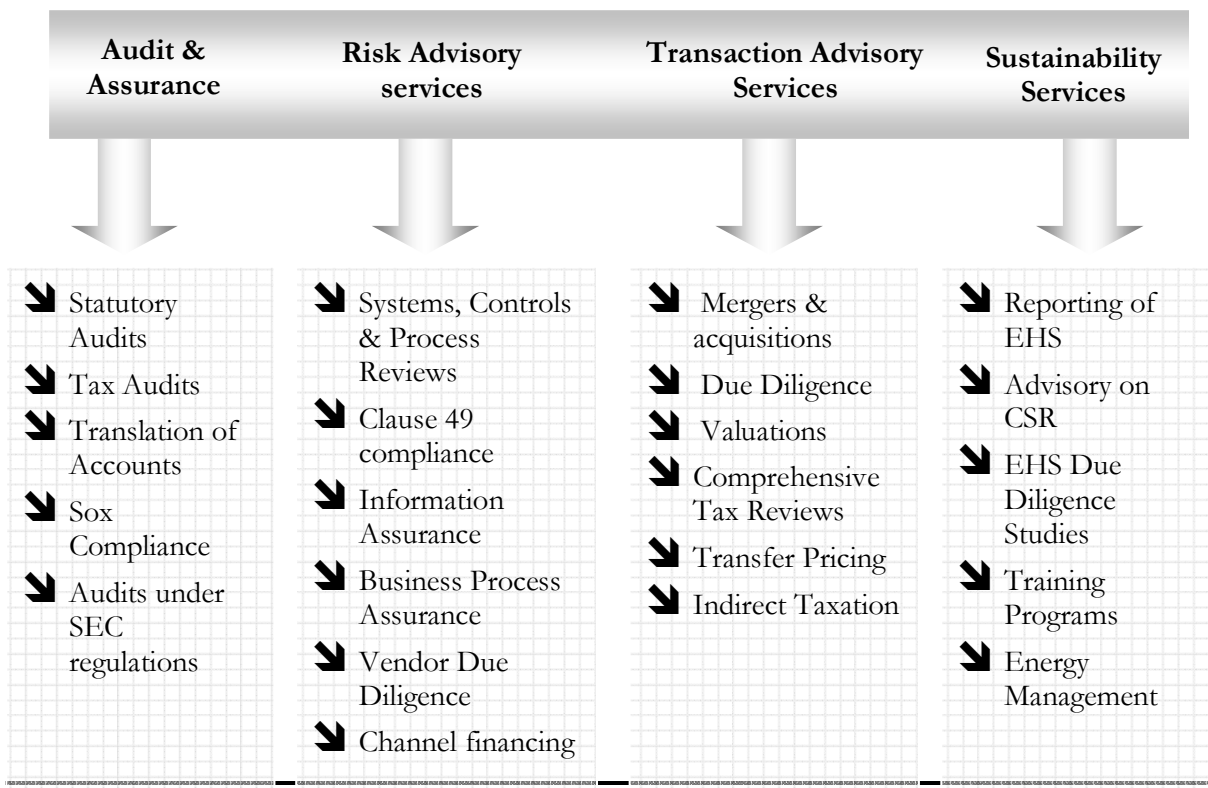 Audit &
Assurance
Risk Advisory
services
Transaction Advisory
Services
Sustainability
Services
Statutory
Audits
Tax Audits
Translation of
Accounts
Sox
Compliance
Audits under
SEC
regulations
Systems, Controls
& Process
Reviews
Clause 49
compliance
Information
Assurance
Business Process
Assurance
Vendor Due
Diligence
Channel financing
Mergers &
acquisitions
Due Diligence
Valuations
Comprehensive
Tax Reviews
Transfer Pricing
Indirect Taxation
Reporting of
EHS
Advisory on
CSR
EHS Due
Diligence
Studies
Training
Programs
Energy
Management